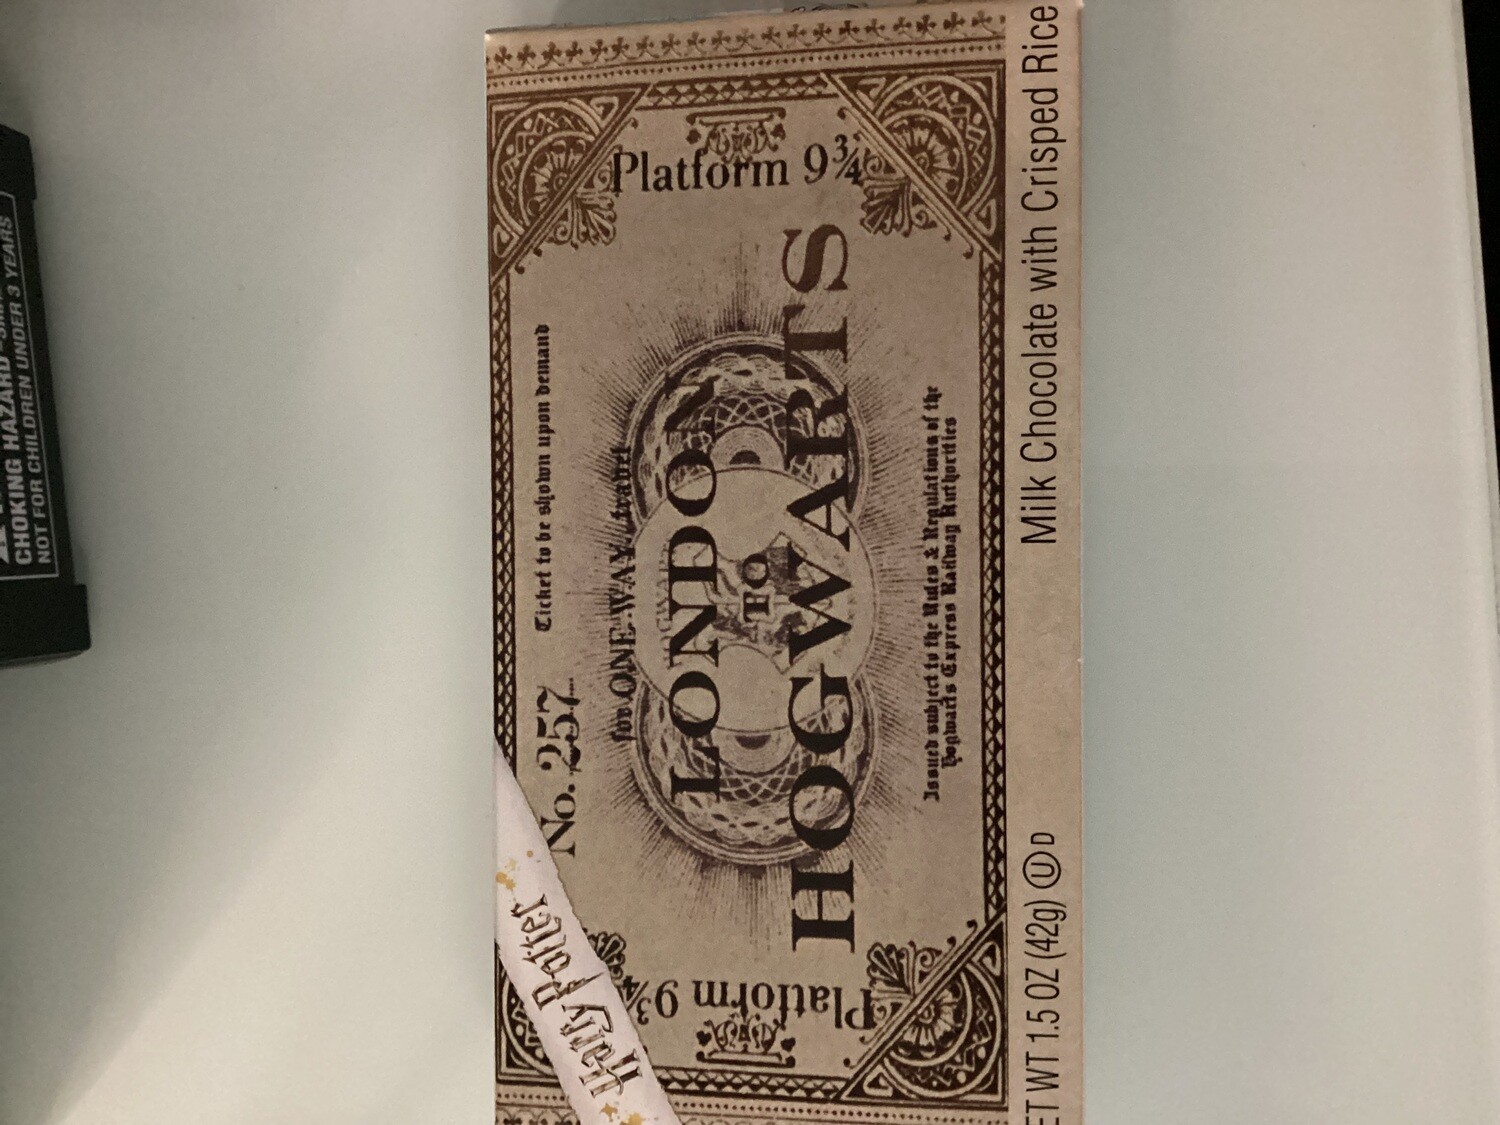 Harry Potter
No. 257 Ticket to be shown upon demand
for ONE WAY travel
LONDON
TO
HOGWARTS
Issued subject to the Rules & Regulations of the
Hogwarts Express Railway Authorities
Platform 9¾
Platform 9¾
WT 1.5 OZ (42g) U D Milk Chocolate with Crisped Rice
CHOKING HAZARD
NOT FOR CHILDREN UNDER 3 YEARS